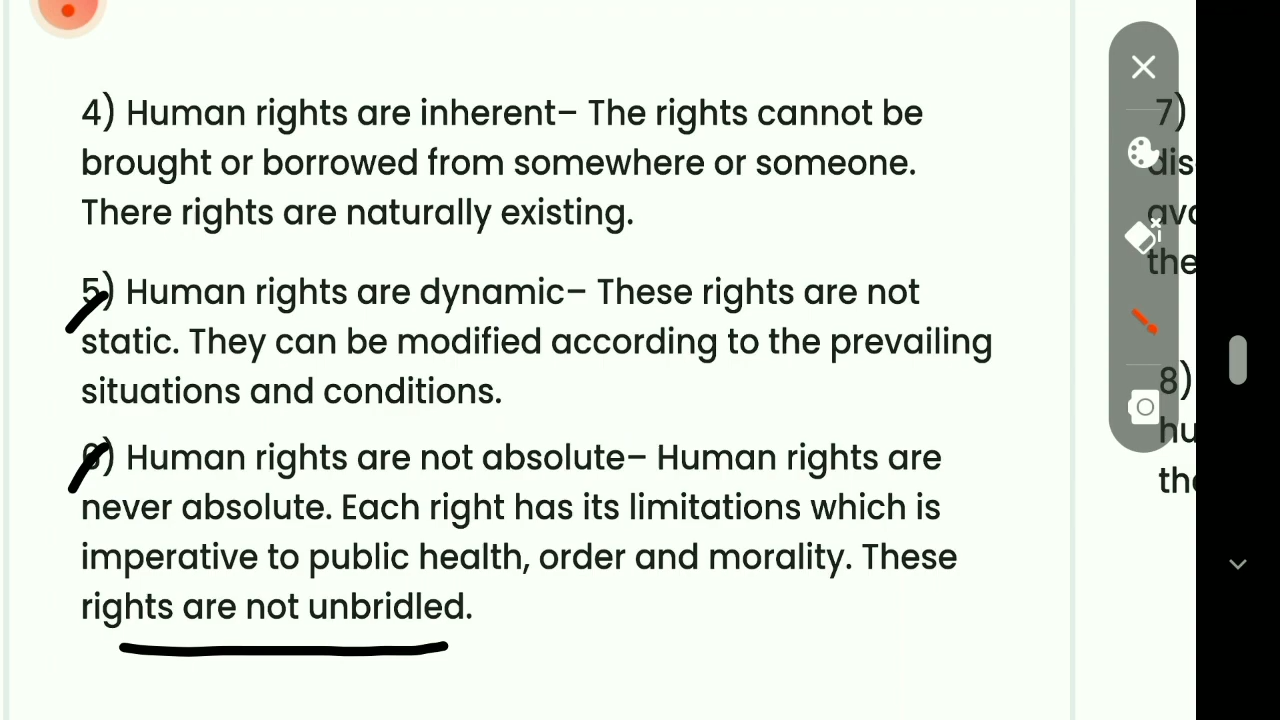 4) Human rights are inherent– The rights cannot be
brought or borrowed from somewhere or someone.
There rights are naturally existing.
5) Human rights are dynamic– These rights are not
static. They can be modified according to the prevailing
situations and conditions.
6) Human rights are not absolute– Human rights are
never absolute. Each right has its limitations which is
imperative to public health, order and morality. These
rights are not unbridled.
7)
the
8)